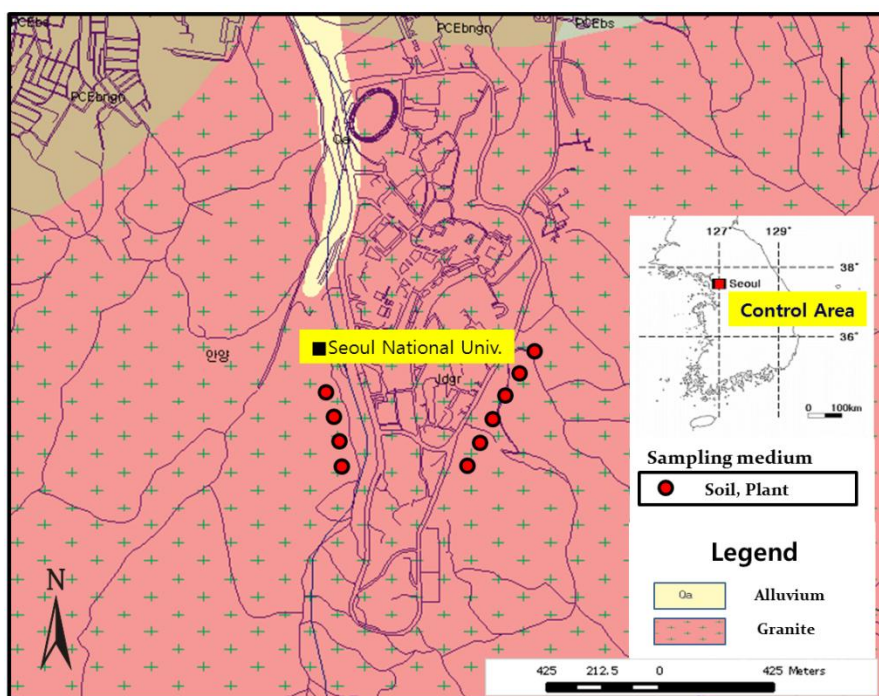 PCEbs
PCEbngn
PCEbs
PCEbngn
Qa
127° 129°
38°
Seoul
Control Area
36°
0 100km
Seoul National Univ.
안양
Jdgr
Sampling medium
Soil, Plant
Legend
Qa Alluvium
Granite
N
425 212.5 0 425 Meters